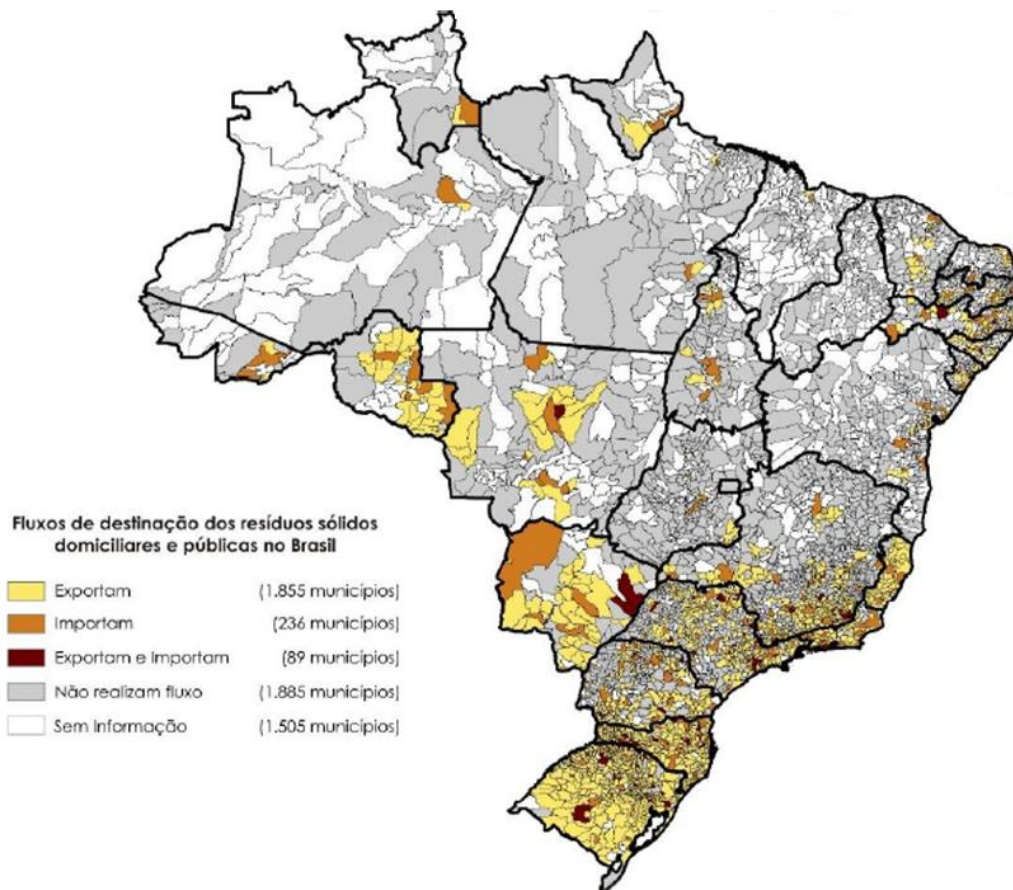 Fluxos de destinação dos resíduos sólidos
domiciliares e públicas no Brasil
Exportam (1.855 municípios)
Importam (236 municípios)
Exportam e Importam (89 municípios)
Não realizam fluxo (1.885 municípios)
Sem Informação (1.505 municípios)